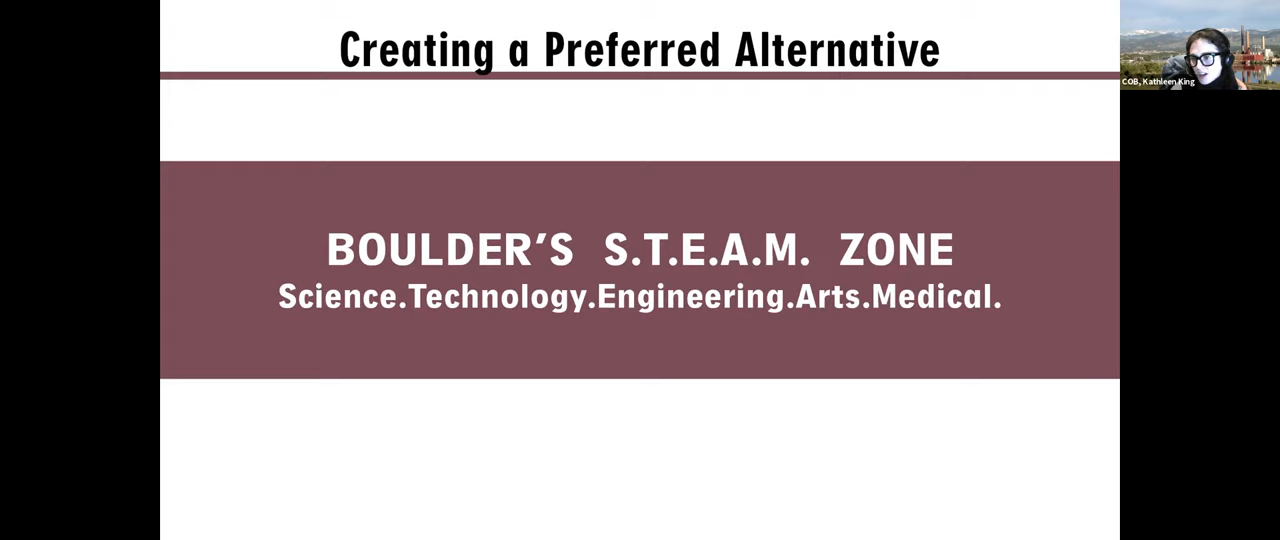 Creating a Preferred Alternative
COB, Kathleen King
BOULDER'S S.T.E.A.M. ZONE
Science.Technology.Engineering.Arts.Medical.